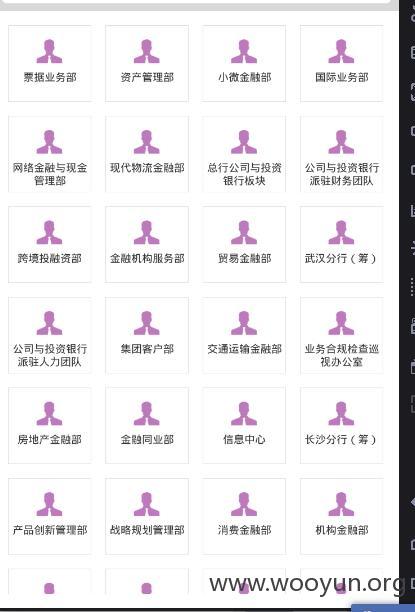 票据业务部
资产管理部
小微金融部
国际业务部
网络金融与现金
管理部
现代物流金融部
总行公司与投资
银行板块
公司与投资银行
派驻财务团队
跨境投融资部
金融机构服务部
贸易金融部
武汉分行（筹）
公司与投资银行
派驻人力团队
集团客户部
交通运输金融部
业务合规检查巡
视办公室
房地产金融部
金融同业部
信息中心
长沙分行（筹）
产品创新管理部
战略规划管理部
消费金融部
机构金融部
www.wooyun.org